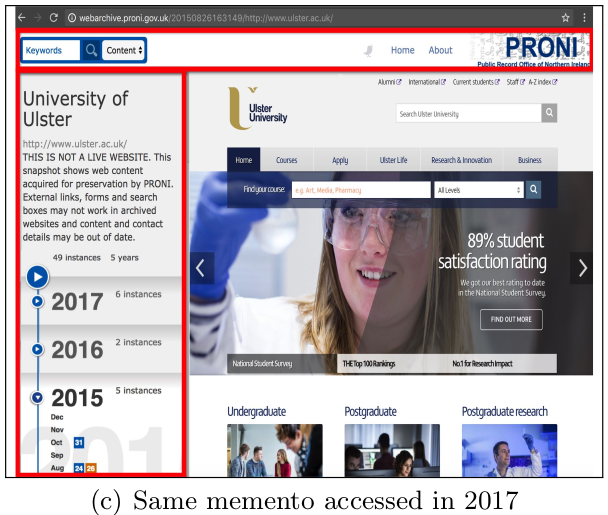 webarchive.proni.gov.uk/20150826163149/http://www.ulster.ac.uk/
Keywords
Content
Home About
PRONI
Public Record Office of Northern Ireland
University of
Ulster
http://www.ulster.ac.uk/
THIS IS NOT A LIVE WEBSITE. This
snapshot shows web content
acquired for preservation by PRONI.
External links, forms and search
boxes may not work in archived
websites and content and contact
details may be out of date.
49 instances 5 years
2017 6 instances
2016 2 instances
2015 5 instances
Dec
Nov
Oct 31
Sep
Aug 24 26
201
Alumni International Current students Staff A-Z index
Ulster
University
Search Ulster University
Home Courses Apply Ulster Life Research & Innovation Business
Find your course: e.g. Art, Media, Pharmacy All Levels
89% student
satisfaction rating
We got our best rating to date
in the National Student Survey
FIND OUT MORE
National Student Survey THE Top 100 Rankings No.1 for Research Impact
Undergraduate Postgraduate Postgraduate research
(c) Same memento accessed in 2017